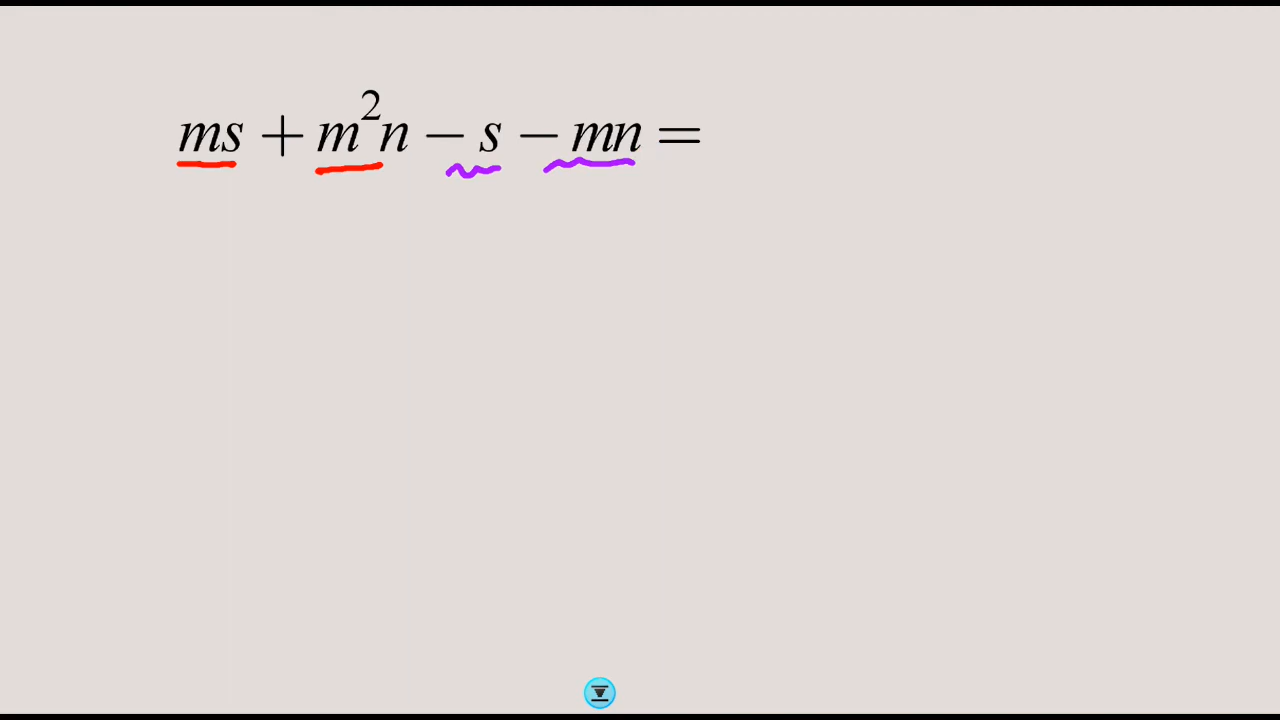 ms + m²n − s − mn =